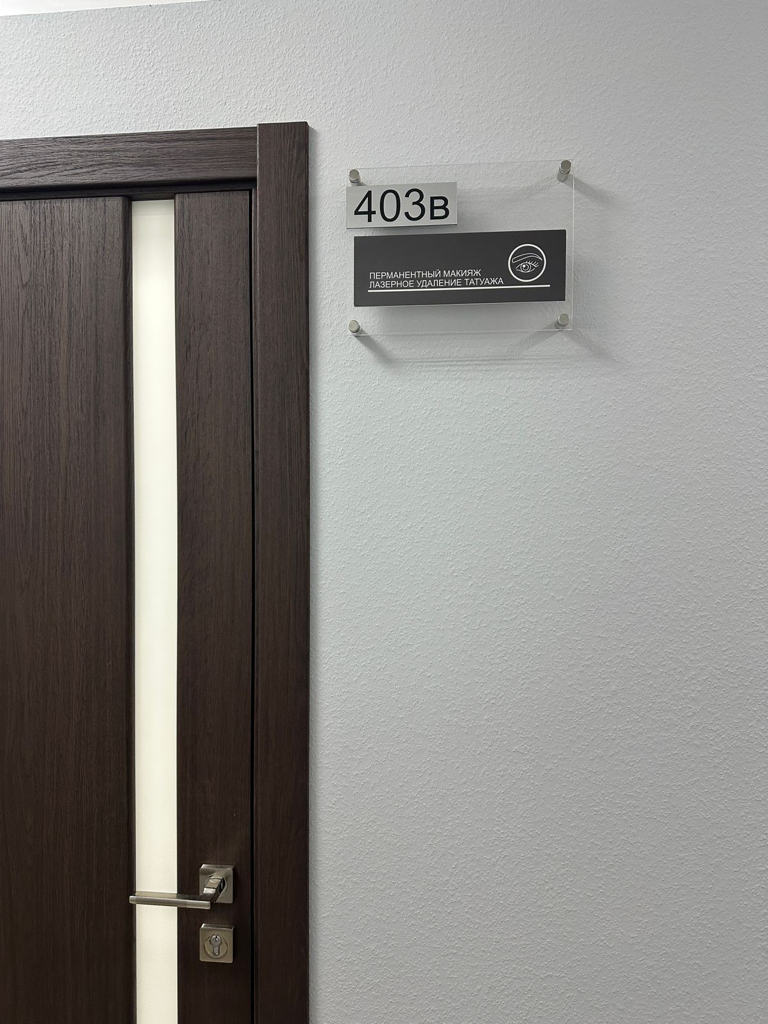 403в
ПЕРМАНЕНТНЫЙ МАКИЯЖ
ЛАЗЕРНОЕ УДАЛЕНИЕ ТАТУАЖА